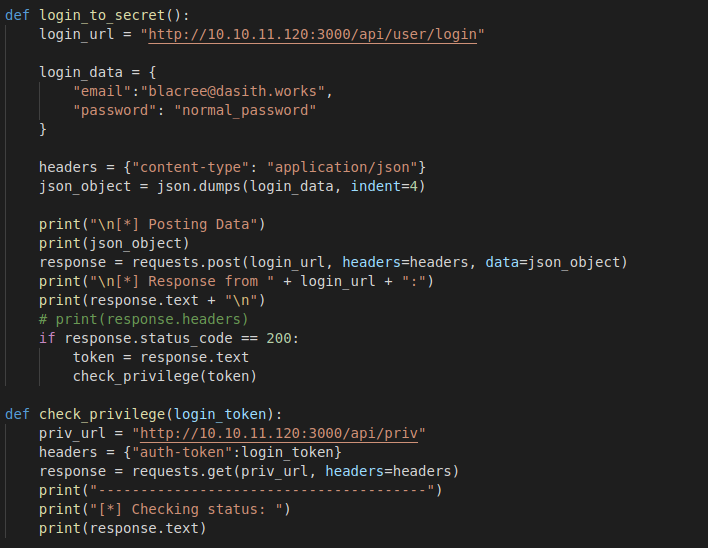 def login_to_secret():
    login_url = "http://10.10.11.120:3000/api/user/login"

    login_data = {
        "email":"blacree@dasith.works",
        "password": "normal_password"
    }

    headers = {"content-type": "application/json"}
    json_object = json.dumps(login_data, indent=4)

    print("\n[*] Posting Data")
    print(json_object)
    response = requests.post(login_url, headers=headers, data=json_object)
    print("\n[*] Response from " + login_url + ":")
    print(response.text + "\n")
    # print(response.headers)
    if response.status_code == 200:
        token = response.text
        check_privilege(token)

def check_privilege(login_token):
    priv_url = "http://10.10.11.120:3000/api/priv"
    headers = {"auth-token":login_token}
    response = requests.get(priv_url, headers=headers)
    print("---------------------------------------")
    print("[*] Checking status: ")
    print(response.text)